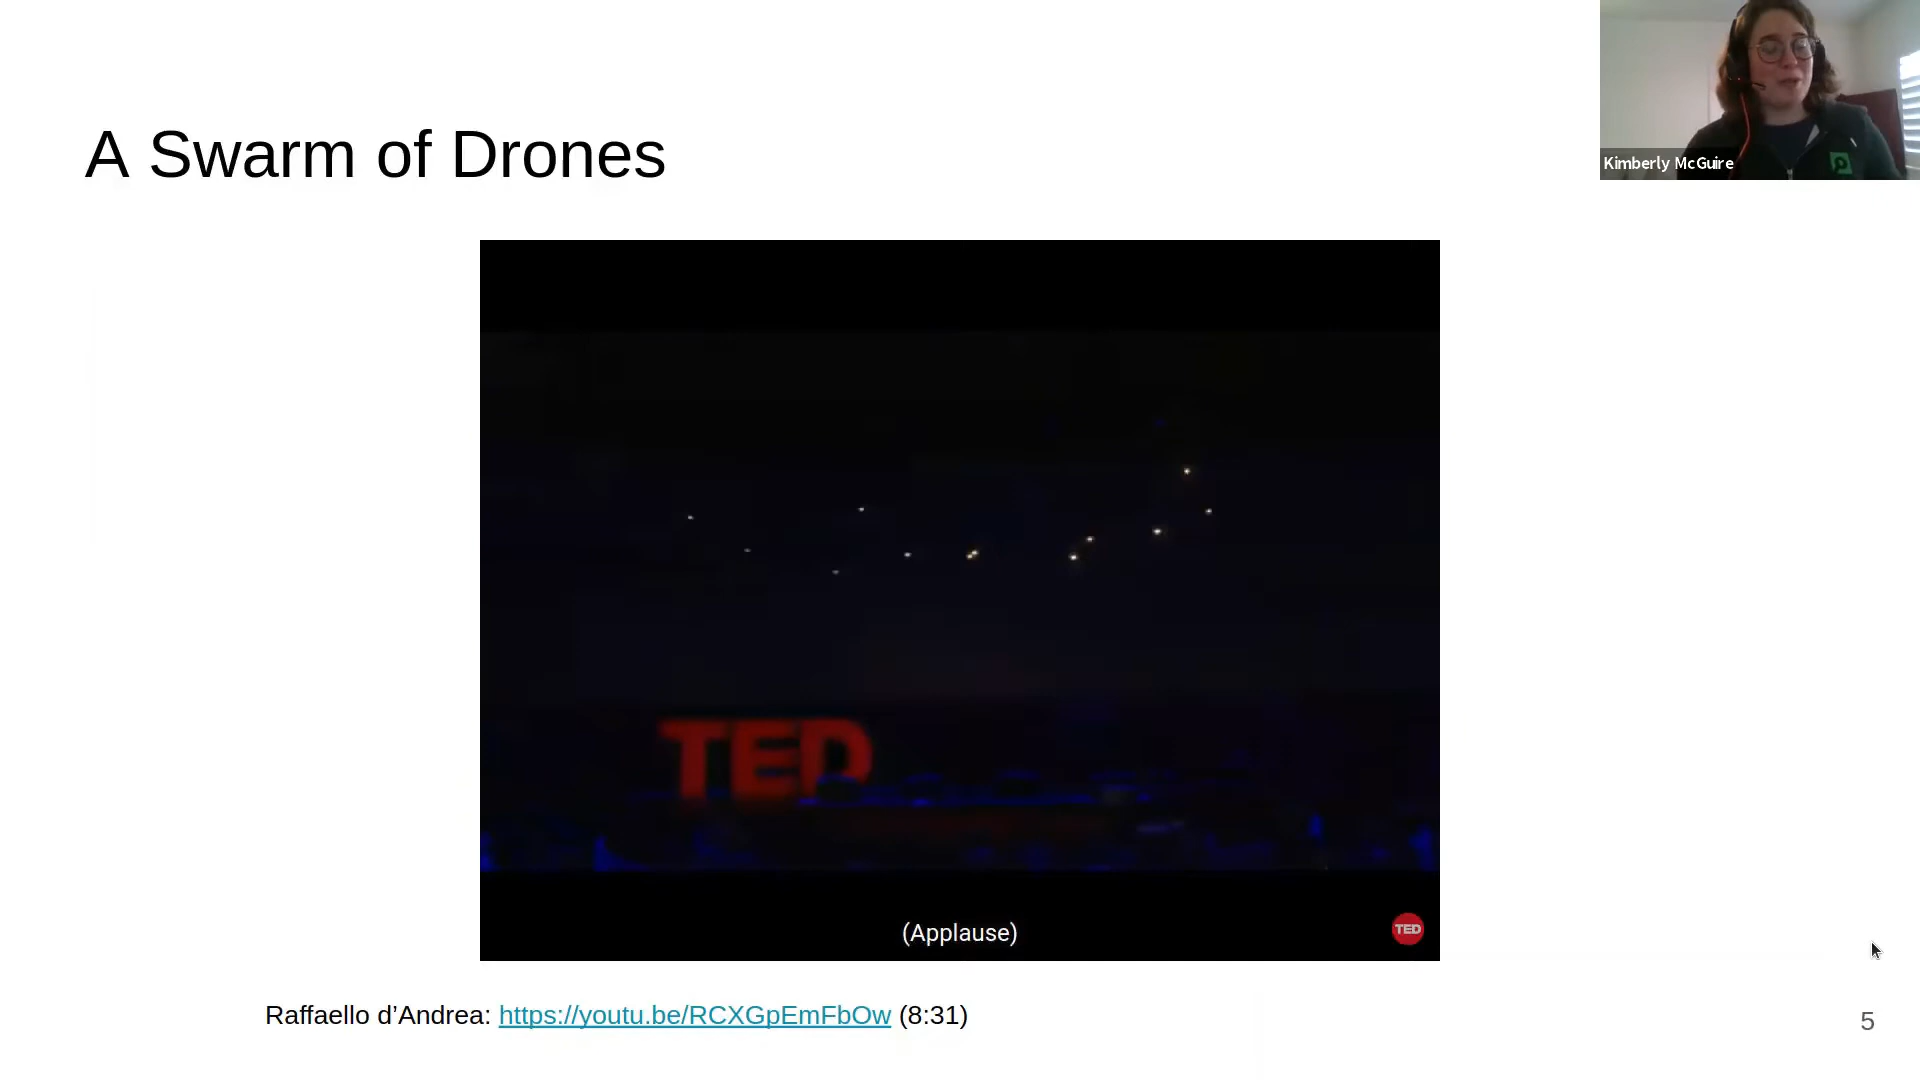 Kimberly McGuire
A Swarm of Drones
TED
(Applause)
TED
Raffaello d’Andrea: https://youtu.be/RCXGpEmFbOw (8:31)
5